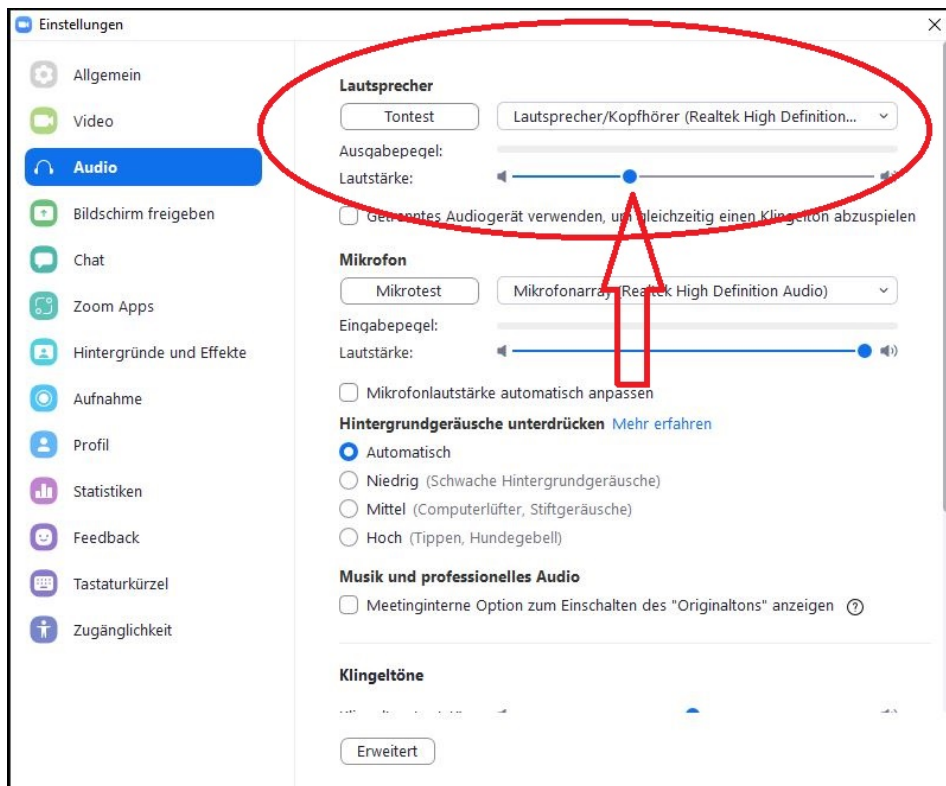 Einstellungen
Allgemein
Video
Audio
Bildschirm freigeben
Chat
Zoom Apps
Hintergründe und Effekte
Aufnahme
Profil
Statistiken
Feedback
Tastaturkürzel
Zugänglichkeit
Lautsprecher
Tontest Lautsprecher/Kopfhörer (Realtek High Definition...
Ausgabepegel:
Lautstärke:
Getrenntes Audiogerät verwenden, um gleichzeitig einen Klingelton abzuspielen
Mikrofon
Mikrotest Mikrofonarray (Realtek High Definition Audio)
Eingabepegel:
Lautstärke:
Mikrofonlautstärke automatisch anpassen
Hintergrundgeräusche unterdrücken Mehr erfahren
Automatisch
Niedrig (Schwache Hintergrundgeräusche)
Mittel (Computerlüfter, Stiftgeräusche)
Hoch (Tippen, Hundegebell)
Musik und professionelles Audio
Meetinginterne Option zum Einschalten des "Originaltons" anzeigen
Klingeltöne
Erweitert